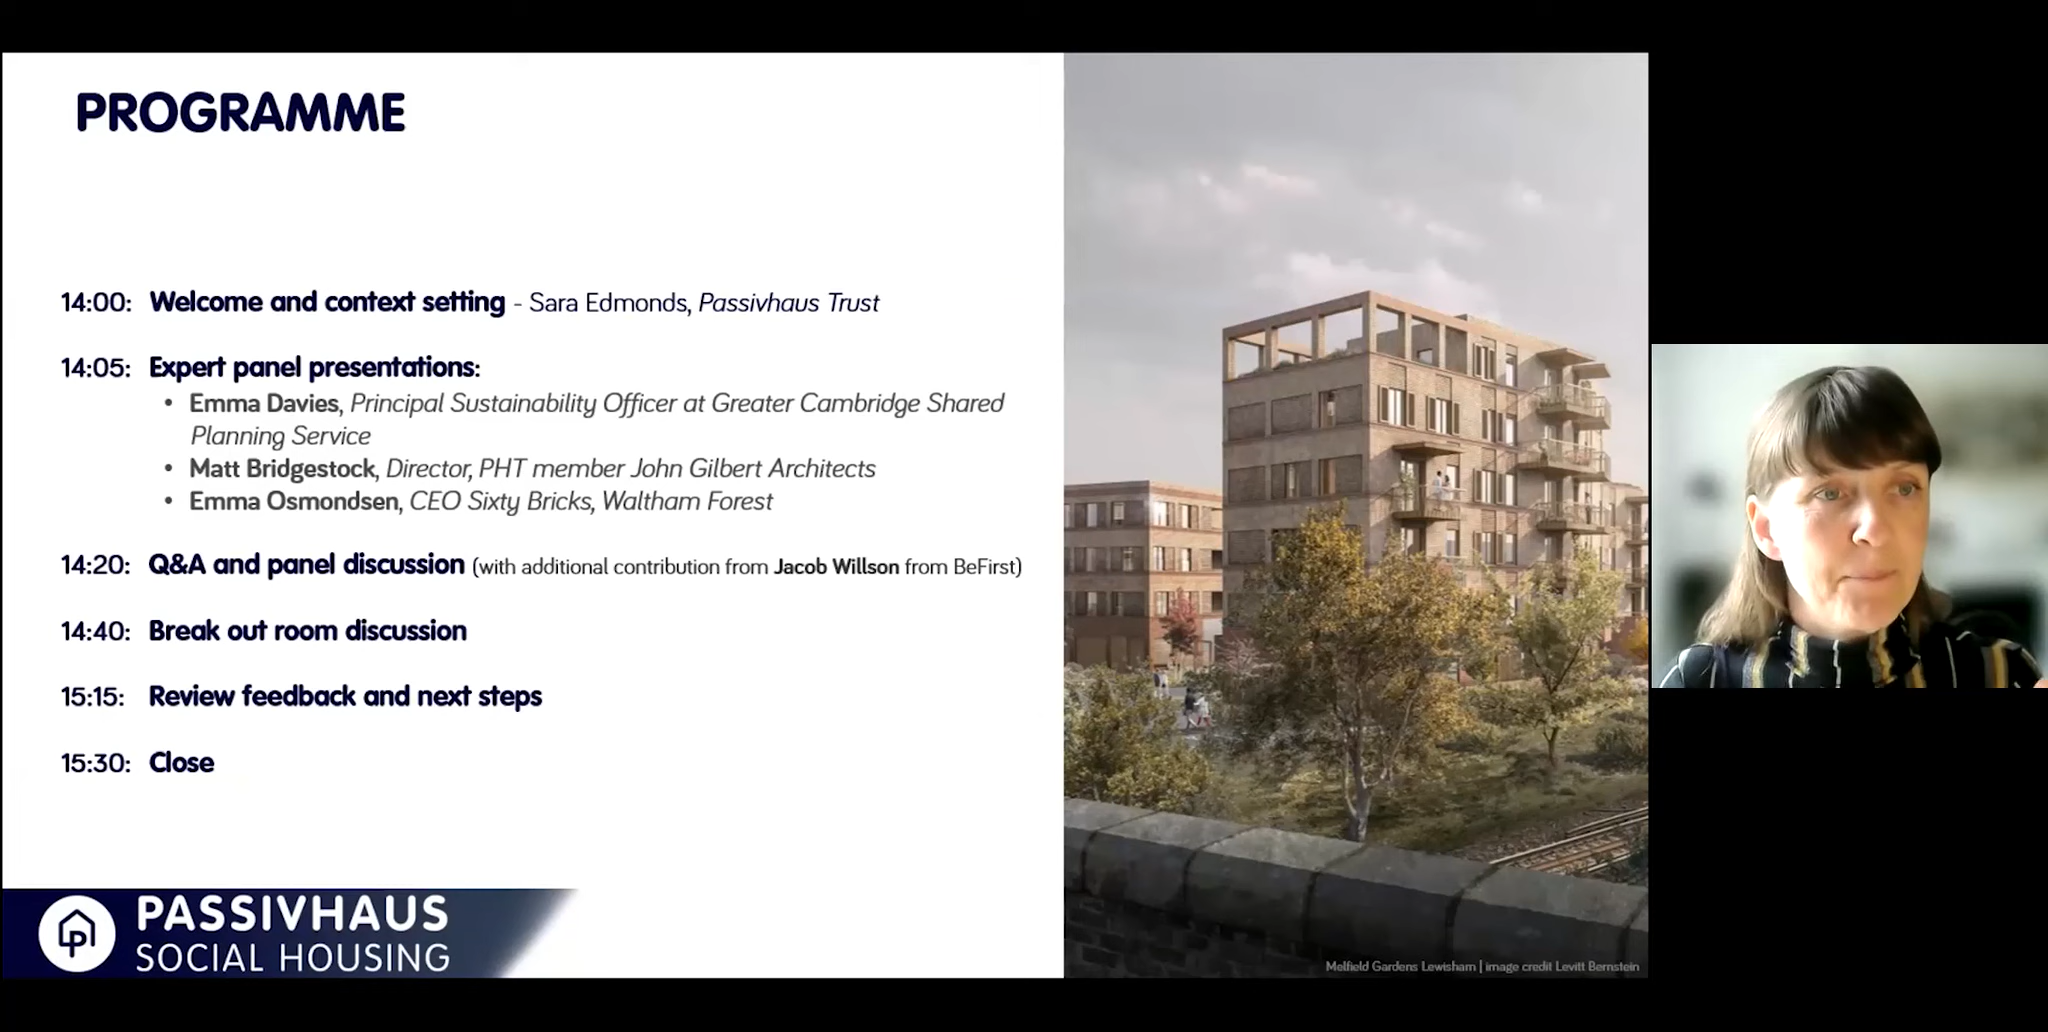 PROGRAMME
14:00: Welcome and context setting - Sara Edmonds, Passivhaus Trust
14:05: Expert panel presentations:
• Emma Davies, Principal Sustainability Officer at Greater Cambridge Shared
Planning Service
• Matt Bridgestock, Director, PHT member John Gilbert Architects
• Emma Osmondsen, CEO Sixty Bricks, Waltham Forest
14:20: Q&A and panel discussion (with additional contribution from Jacob Willson from BeFirst)
14:40: Break out room discussion
15:15: Review feedback and next steps
15:30: Close
PASSIVHAUS
SOCIAL HOUSING
Melfield Gardens Lewisham | image credit Levitt Bernstein